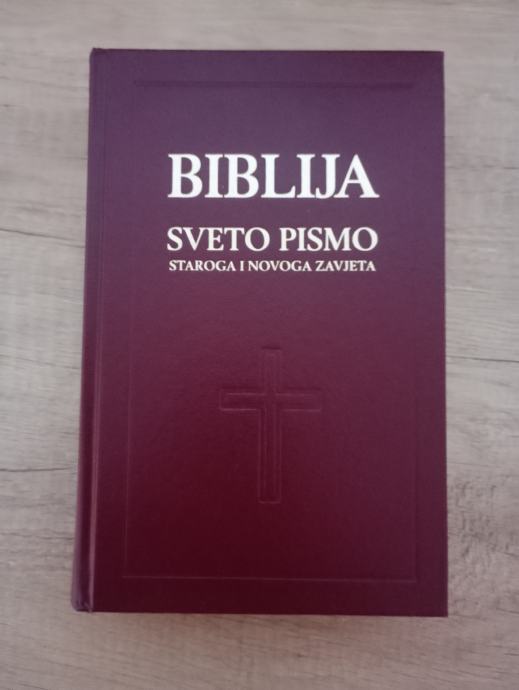 BIBLIJA
SVETO PISMO
STAROGA I NOVOGA ZAVJETA